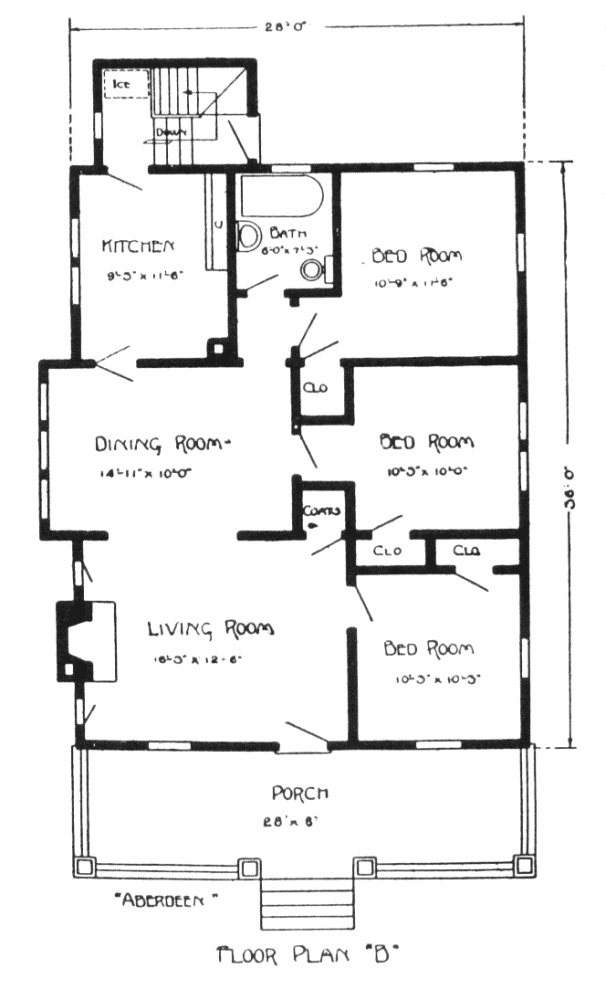 28'-0"
ICE
DOWN
KITCHEN
9'-3" x 11'-6"
C
BATH
6'-0" x 7'-3"
BED ROOM
10'-9" x 11'-6"
CLO
DINING ROOM
14'-11" x 10'-0"
BED ROOM
10'-3" x 10'-0"
38'-0"
COATS
CLO
CLO
LIVING ROOM
16'-3" x 12'-6"
BED ROOM
10'-3" x 10'-3"
PORCH
28' x 8'
"ABERDEEN"
FLOOR PLAN "B"